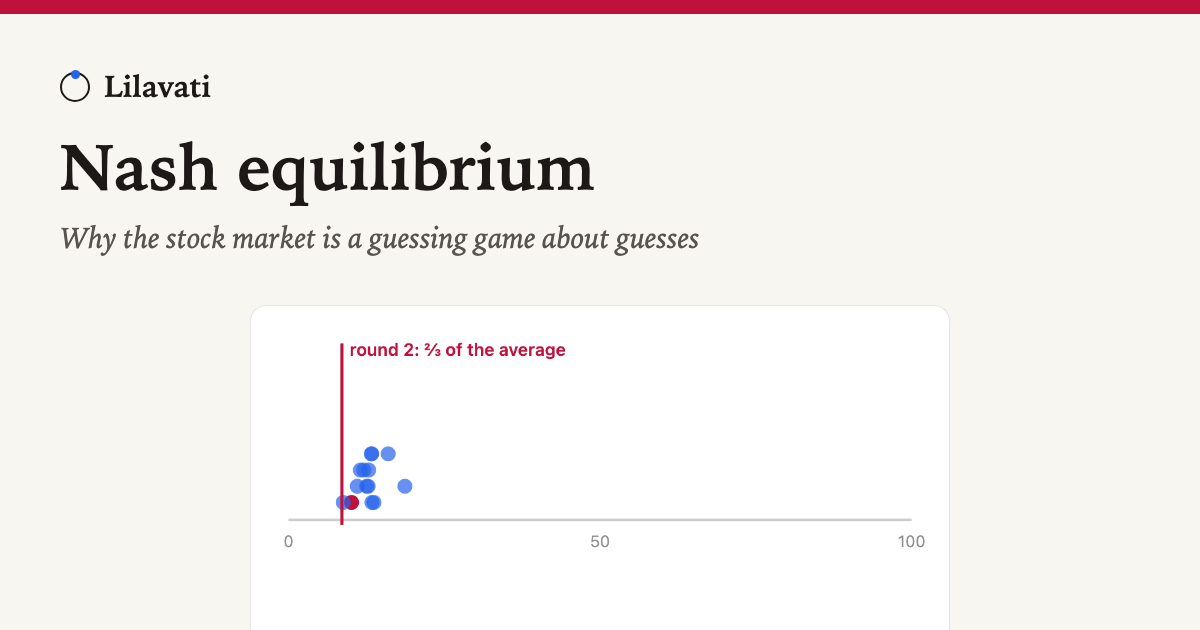 Lilavati
Nash equilibrium
Why the stock market is a guessing game about guesses
round 2: ⅔ of the average
0 50 100